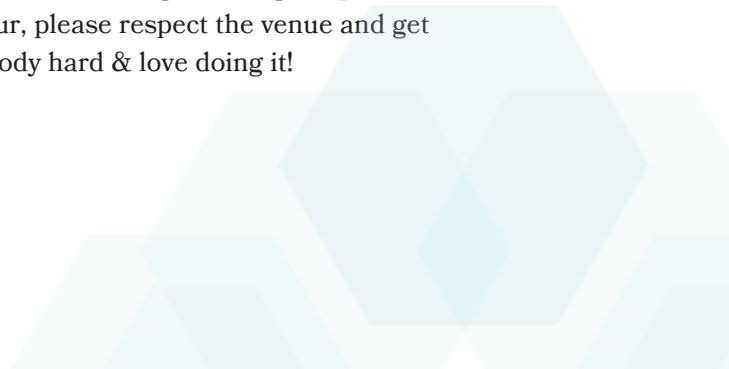 ur, please respect the venue and get
ody hard & love doing it!